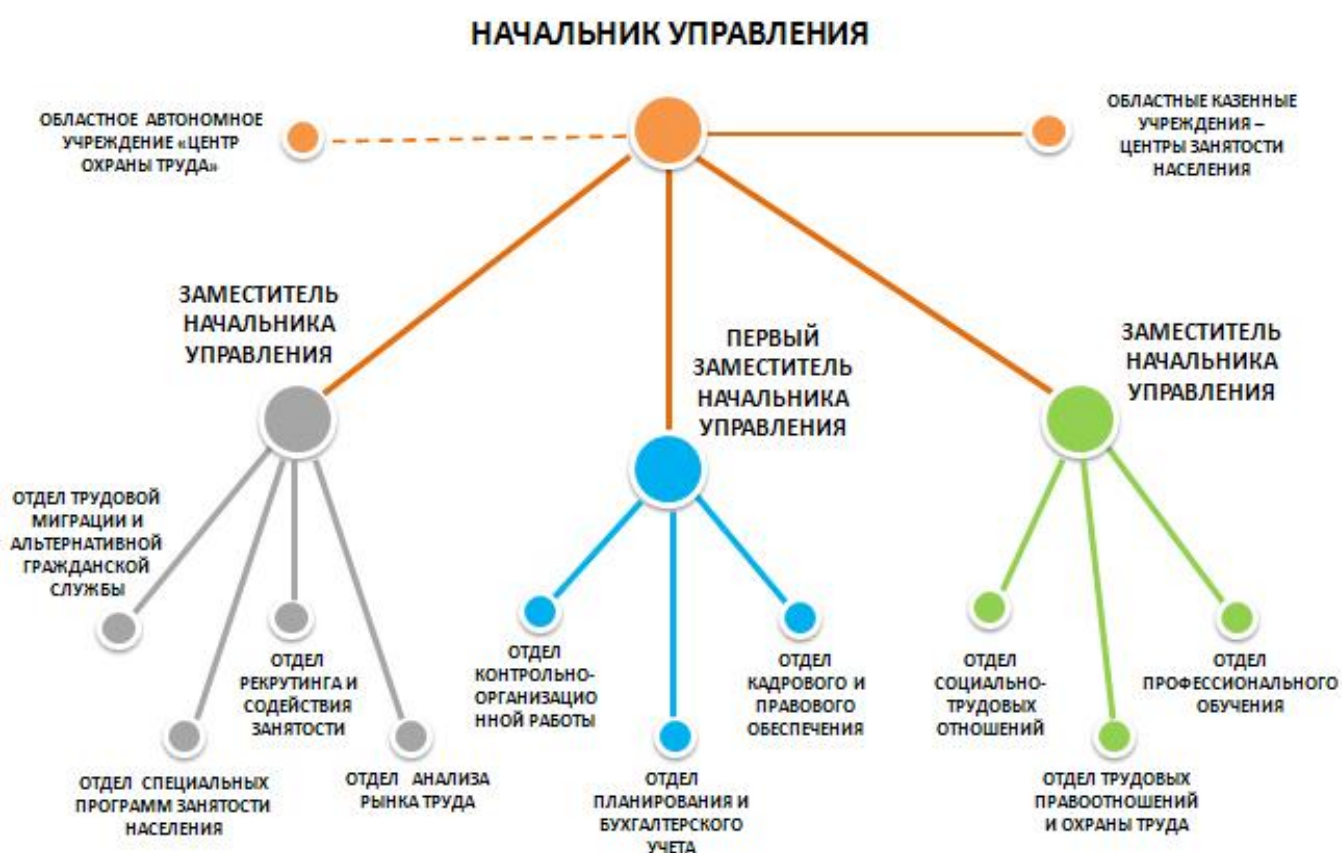 НАЧАЛЬНИК УПРАВЛЕНИЯ
ОБЛАСТНОЕ АВТОНОМНОЕ
УЧРЕЖДЕНИЕ «ЦЕНТР
ОХРАНЫ ТРУДА»
ОБЛАСТНЫЕ КАЗЕННЫЕ
УЧРЕЖДЕНИЯ –
ЦЕНТРЫ ЗАНЯТОСТИ
НАСЕЛЕНИЯ
ЗАМЕСТИТЕЛЬ
НАЧАЛЬНИКА
УПРАВЛЕНИЯ
ПЕРВЫЙ
ЗАМЕСТИТЕЛЬ
НАЧАЛЬНИКА
УПРАВЛЕНИЯ
ЗАМЕСТИТЕЛЬ
НАЧАЛЬНИКА
УПРАВЛЕНИЯ
ОТДЕЛ ТРУДОВОЙ
МИГРАЦИИ И
АЛЬТЕРНАТИВНОЙ
ГРАЖДАНСКОЙ
СЛУЖБЫ
ОТДЕЛ
РЕКРУТИНГА И
СОДЕЙСТВИЯ
ЗАНЯТОСТИ
ОТДЕЛ СПЕЦИАЛЬНЫХ
ПРОГРАММ ЗАНЯТОСТИ
НАСЕЛЕНИЯ
ОТДЕЛ АНАЛИЗА
РЫНКА ТРУДА
ОТДЕЛ
КОНТРОЛЬНО-
ОРГАНИЗАЦИО
ННОЙ РАБОТЫ
ОТДЕЛ
ПЛАНИРОВАНИЯ И
БУХГАЛТЕРСКОГО
УЧЕТА
ОТДЕЛ
КАДРОВОГО И
ПРАВОВОГО
ОБЕСПЕЧЕНИЯ
ОТДЕЛ
СОЦИАЛЬНО-
ТРУДОВЫХ
ОТНОШЕНИЙ
ОТДЕЛ ТРУДОВЫХ
ПРАВООТНОШЕНИЙ
И ОХРАНЫ ТРУДА
ОТДЕЛ
ПРОФЕССИОНАЛЬНОГО
ОБУЧЕНИЯ